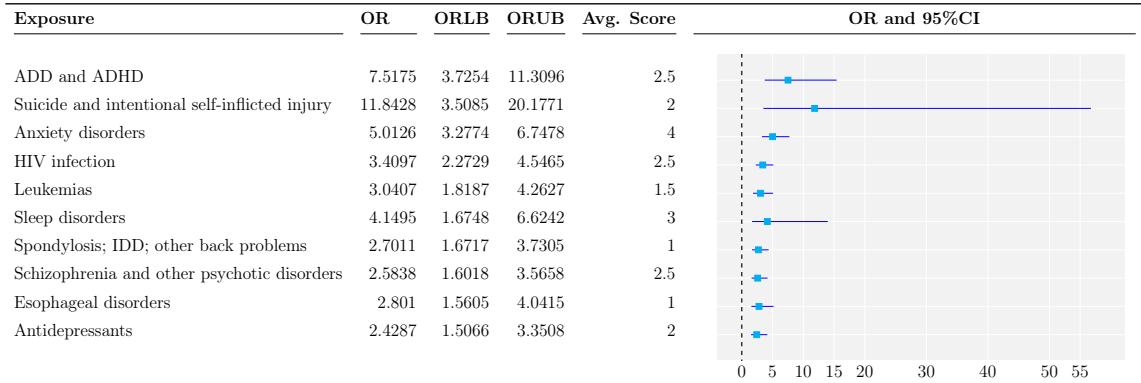 Exposure OR ORLB ORUB Avg. Score OR and 95%CI
ADD and ADHD 7.5175 3.7254 11.3096 2.5
Suicide and intentional self-inflicted injury 11.8428 3.5085 20.1771 2
Anxiety disorders 5.0126 3.2774 6.7478 4
HIV infection 3.4097 2.2729 4.5465 2.5
Leukemias 3.0407 1.8187 4.2627 1.5
Sleep disorders 4.1495 1.6748 6.6242 3
Spondylosis; IDD; other back problems 2.7011 1.6717 3.7305 1
Schizophrenia and other psychotic disorders 2.5838 1.6018 3.5658 2.5
Esophageal disorders 2.801 1.5605 4.0415 1
Antidepressants 2.4287 1.5066 3.3508 2
0 5 10 15 20 30 40 50 55